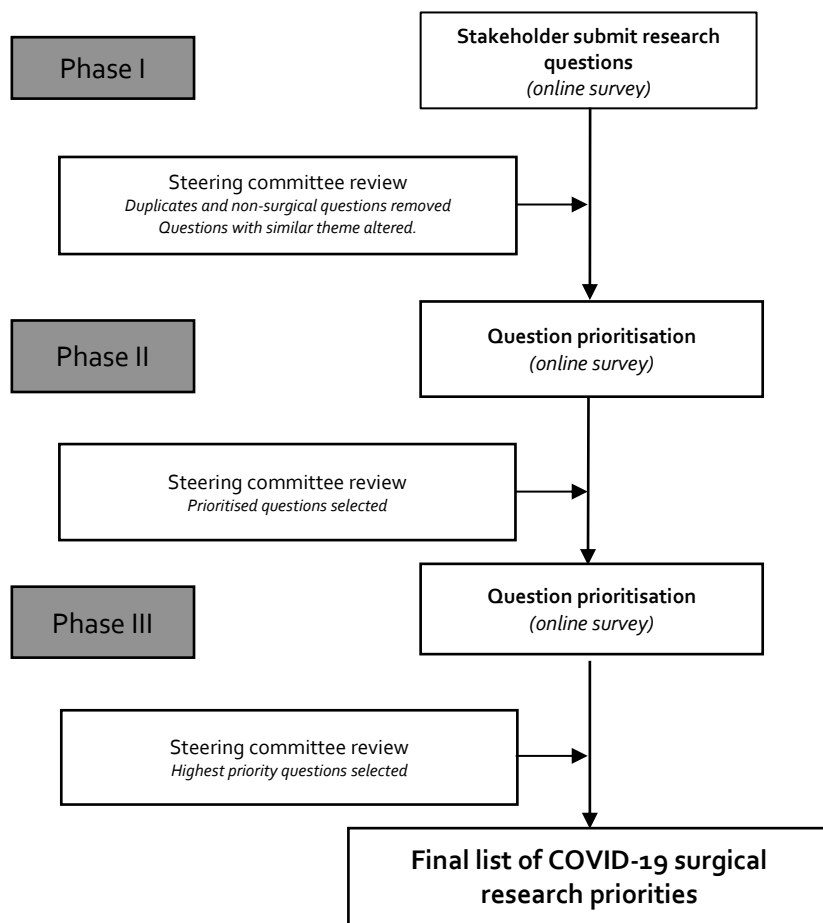 Phase I
Stakeholder submit research
questions
(online survey)
Steering committee review
Duplicates and non-surgical questions removed
Questions with similar theme altered.
Phase II
Question prioritisation
(online survey)
Steering committee review
Prioritised questions selected
Phase III
Question prioritisation
(online survey)
Steering committee review
Highest priority questions selected
Final list of COVID-19 surgical
research priorities